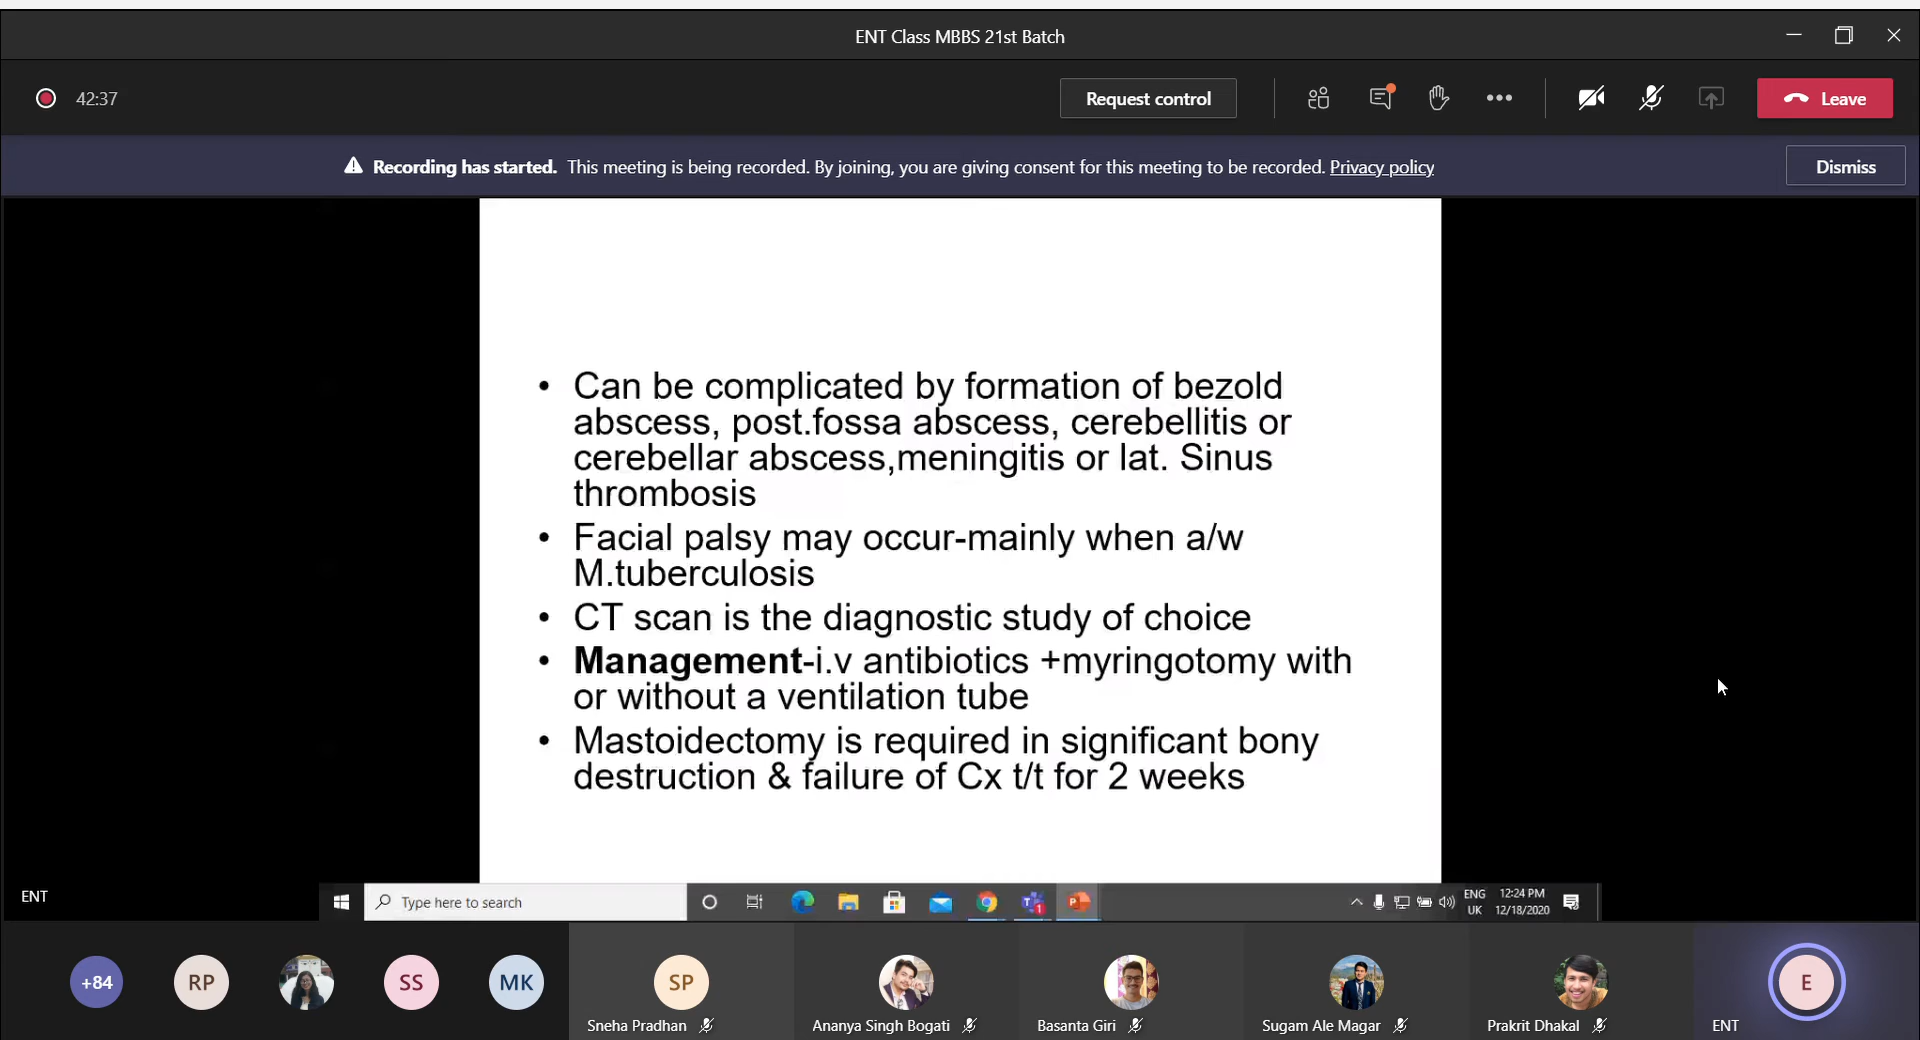 ENT Class MBBS 21st Batch
42:37
Request control
Leave
Recording has started. This meeting is being recorded. By joining, you are giving consent for this meeting to be recorded. Privacy policy
Dismiss
• Can be complicated by formation of bezold
abscess, post.fossa abscess, cerebellitis or
cerebellar abscess,meningitis or lat. Sinus
thrombosis
• Facial palsy may occur-mainly when a/w
M.tuberculosis
• CT scan is the diagnostic study of choice
• Management-i.v antibiotics +myringotomy with
or without a ventilation tube
• Mastoidectomy is required in significant bony
destruction & failure of Cx t/t for 2 weeks
ENT
Type here to search
ENG
UK
12:24 PM
12/18/2020
+84
RP
SS
MK
SP
E
Sneha Pradhan
Ananya Singh Bogati
Basanta Giri
Sugam Ale Magar
Prakrit Dhakal
ENT